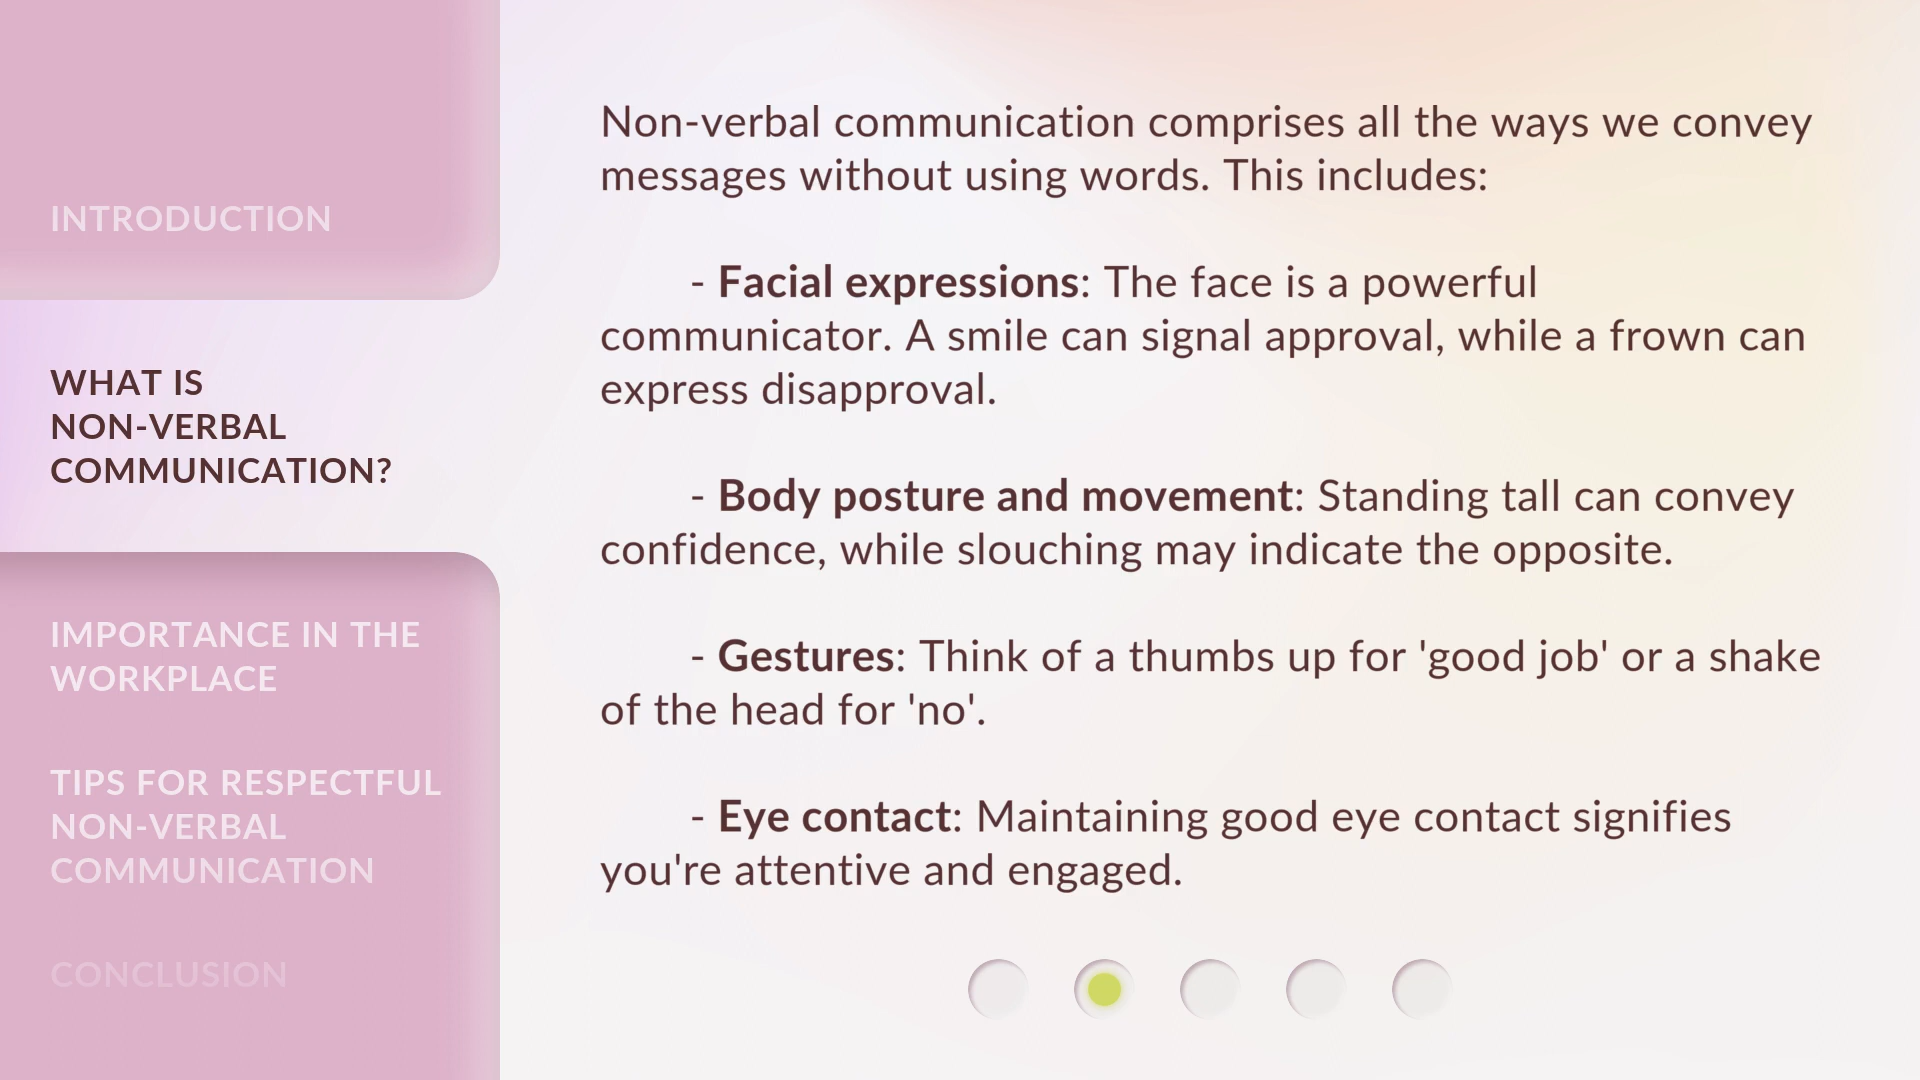 INTRODUCTION
WHAT IS
NON-VERBAL
COMMUNICATION?
IMPORTANCE IN THE
WORKPLACE
TIPS FOR RESPECTFUL
NON-VERBAL
COMMUNICATION
CONCLUSION
Non-verbal communication comprises all the ways we convey
messages without using words. This includes:
- Facial expressions: The face is a powerful
communicator. A smile can signal approval, while a frown can
express disapproval.
- Body posture and movement: Standing tall can convey
confidence, while slouching may indicate the opposite.
- Gestures: Think of a thumbs up for 'good job' or a shake
of the head for 'no'.
- Eye contact: Maintaining good eye contact signifies
you're attentive and engaged.